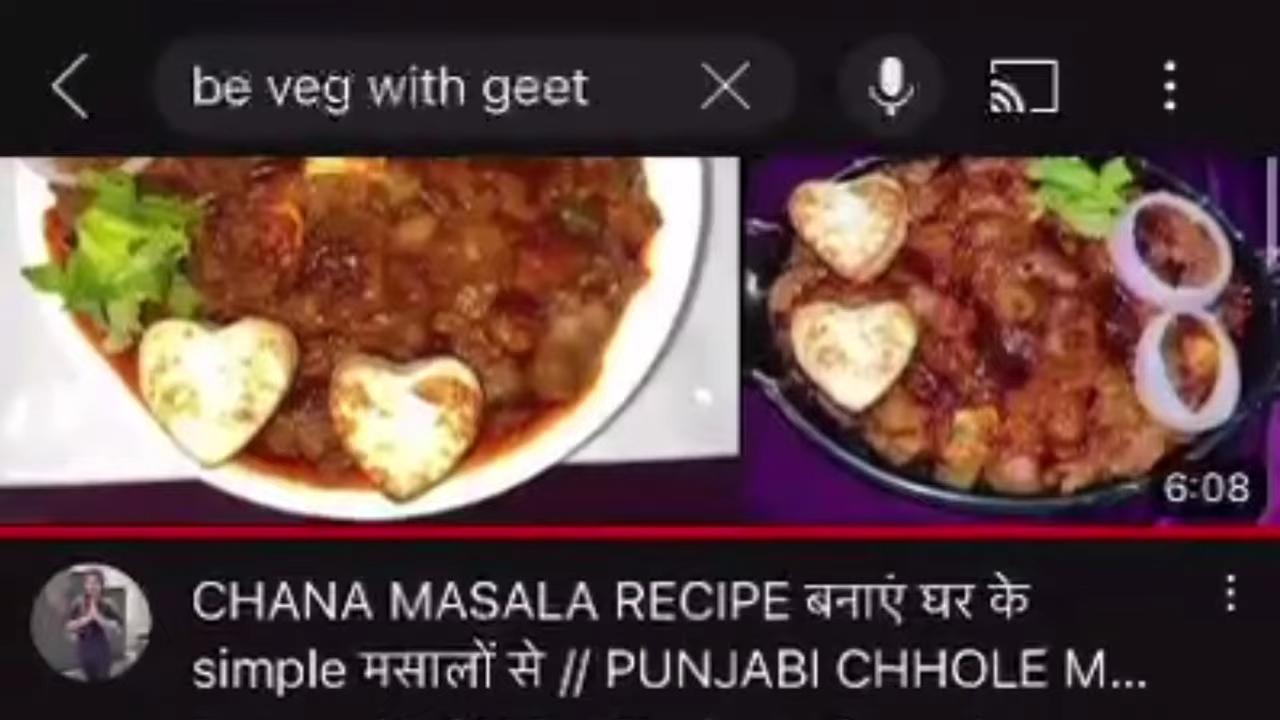 be veg with geet
6:08
CHANA MASALA RECIPE बनाएं घर के
simple मसालों से // PUNJABI CHHOLE M...